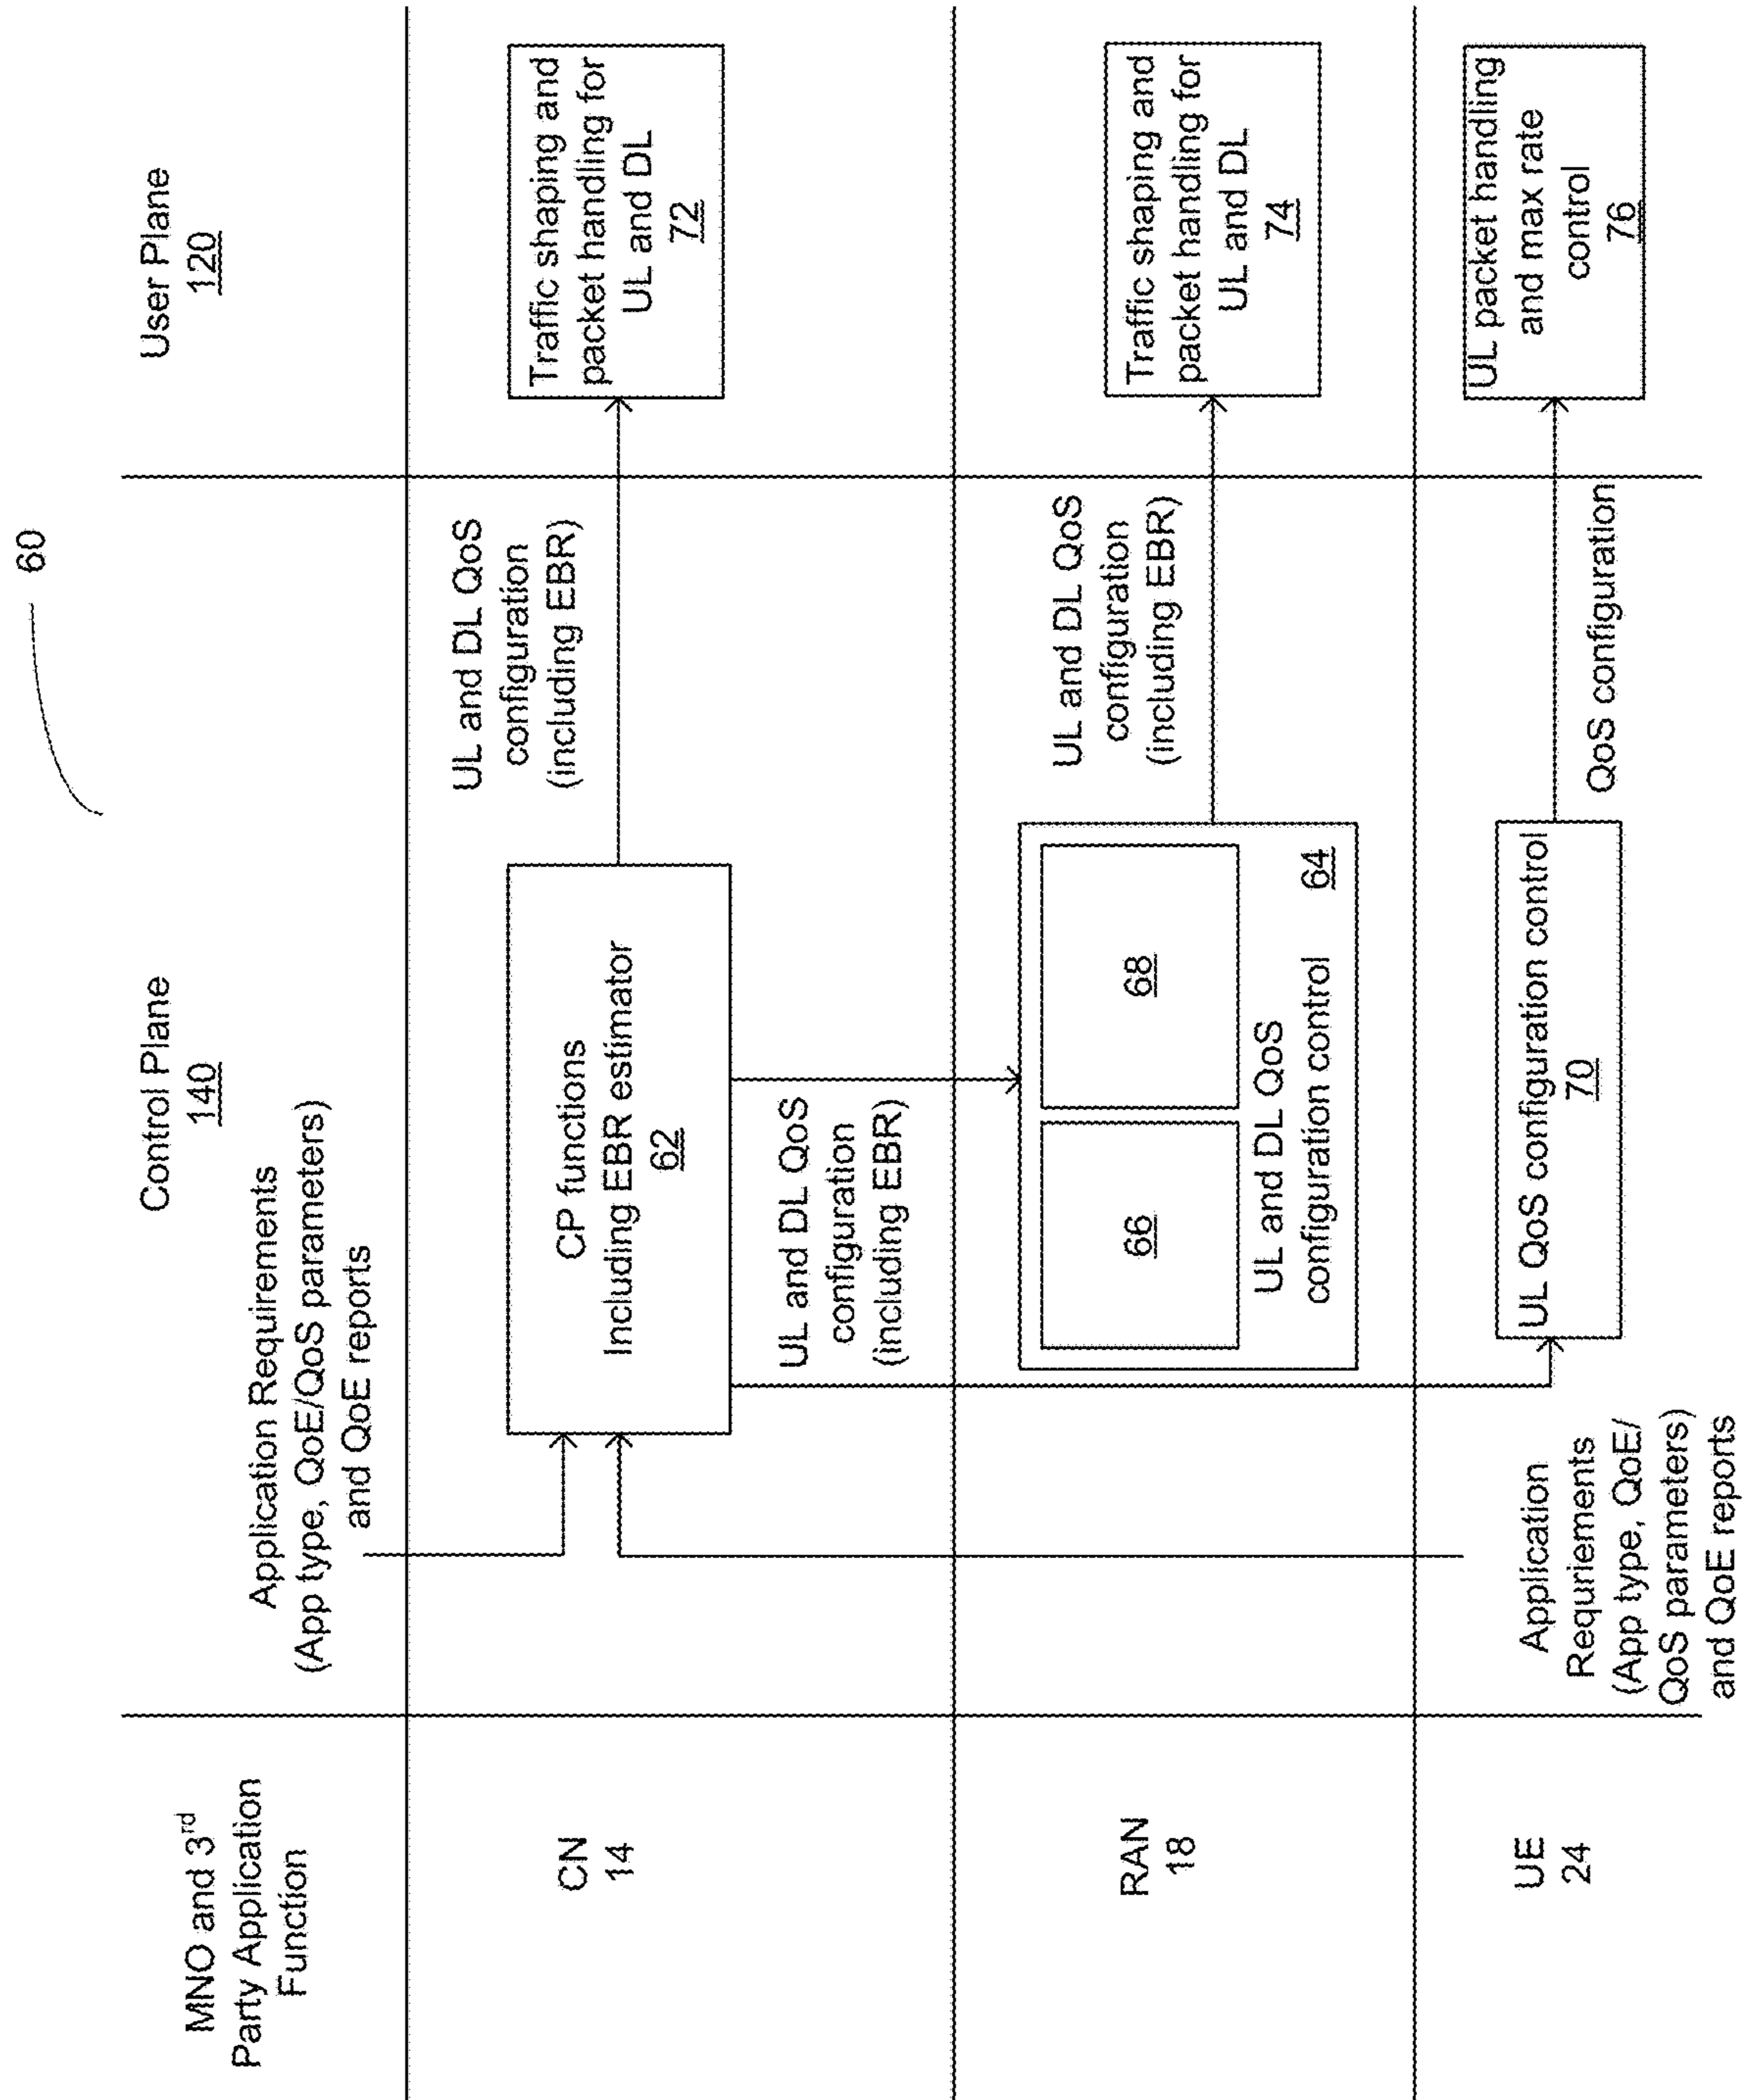 60
MNO and 3rd
Party Application
Function
Control Plane
140
User Plane
120
Application Requirements
(App type, QoE/QoS parameters)
and QoE reports
CN
14
CP functions
Including EBR estimator
62
UL and DL QoS
configuration
(including EBR)
Traffic shaping and
packet handling for
UL and DL
72
UL and DL QoS
configuration
(including EBR)
RAN
18
66
68
UL and DL QoS
configuration control
64
UL and DL QoS
configuration
(including EBR)
Traffic shaping and
packet handling for
UL and DL
74
UE
24
Application
Requriements
(App type, QoE/
QoS parameters)
and QoE reports
UL QoS configuration control
70
QoS configuration
UL packet handling
and max rate
control
76